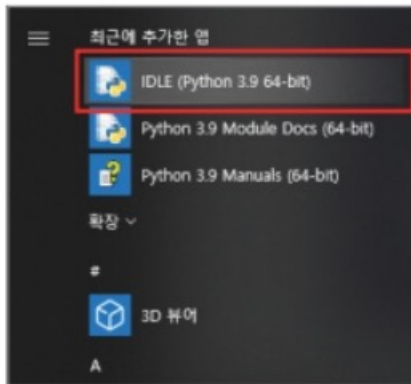 최근에 추가한 앱
IDLE (Python 3.9 64-bit)
Python 3.9 Module Docs (64-bit)
Python 3.9 Manuals (64-bit)
확장
#
3D 뷰어
A